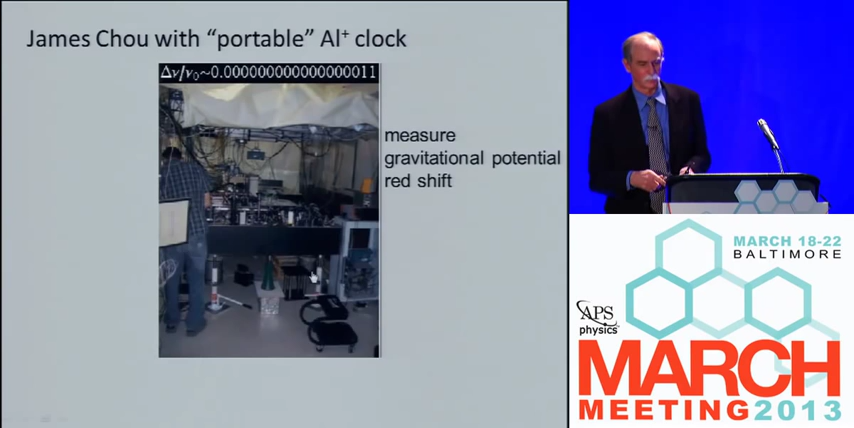 James Chou with “portable” Al⁺ clock
Δν/ν₀~0.000000000000000011
measure
gravitational potential
red shift
MARCH 18-22
BALTIMORE
APS
physics
MARCH
MEETING2013